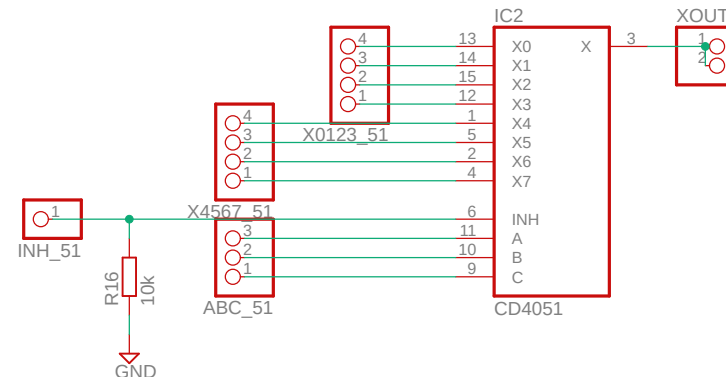 IC2
XOUT
4 13 X0 X 3 1
3 14 X1 2
2 15 X2
1 12 X3
4 1 X4
X0123_51
3 5 X5
2 2 X6
1 4 X7
X4567_51
1 6 INH
INH_51
3 11 A
2 10 B
1 9 C
R16
10k
ABC_51
CD4051
GND